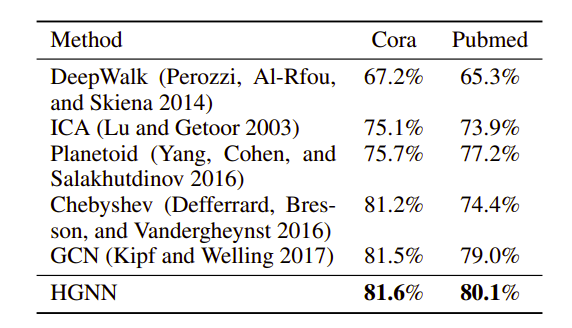 Method Cora Pubmed
DeepWalk (Perozzi, Al-Rfou, 67.2% 65.3%
and Skiena 2014)
ICA (Lu and Getoor 2003) 75.1% 73.9%
Planetoid (Yang, Cohen, and 75.7% 77.2%
Salakhutdinov 2016)
Chebyshev (Defferrard, Bres- 81.2% 74.4%
son, and Vandergheynst 2016)
GCN (Kipf and Welling 2017) 81.5% 79.0%
HGNN 81.6% 80.1%